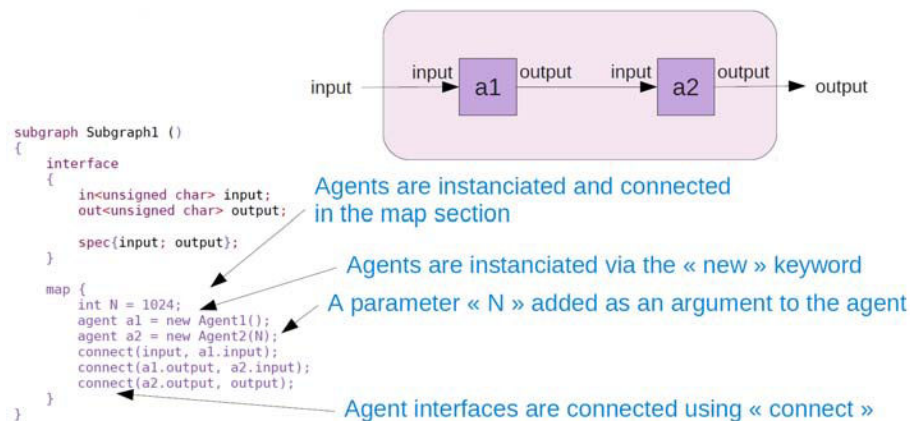 input
input
a1
output
input
a2
output
output
subgraph Subgraph1 ()
{
    interface
    {
        in<unsigned char> input;
        out<unsigned char> output;
        spec{input; output};
    }
    map {
        int N = 1024;
        agent a1 = new Agent1();
        agent a2 = new Agent2(N);
        connect(input, a1.input);
        connect(a1.output, a2.input);
        connect(a2.output, output);
    }
}
Agents are instanciated and connected
in the map section
Agents are instanciated via the « new » keyword
A parameter « N » added as an argument to the agent
Agent interfaces are connected using « connect »